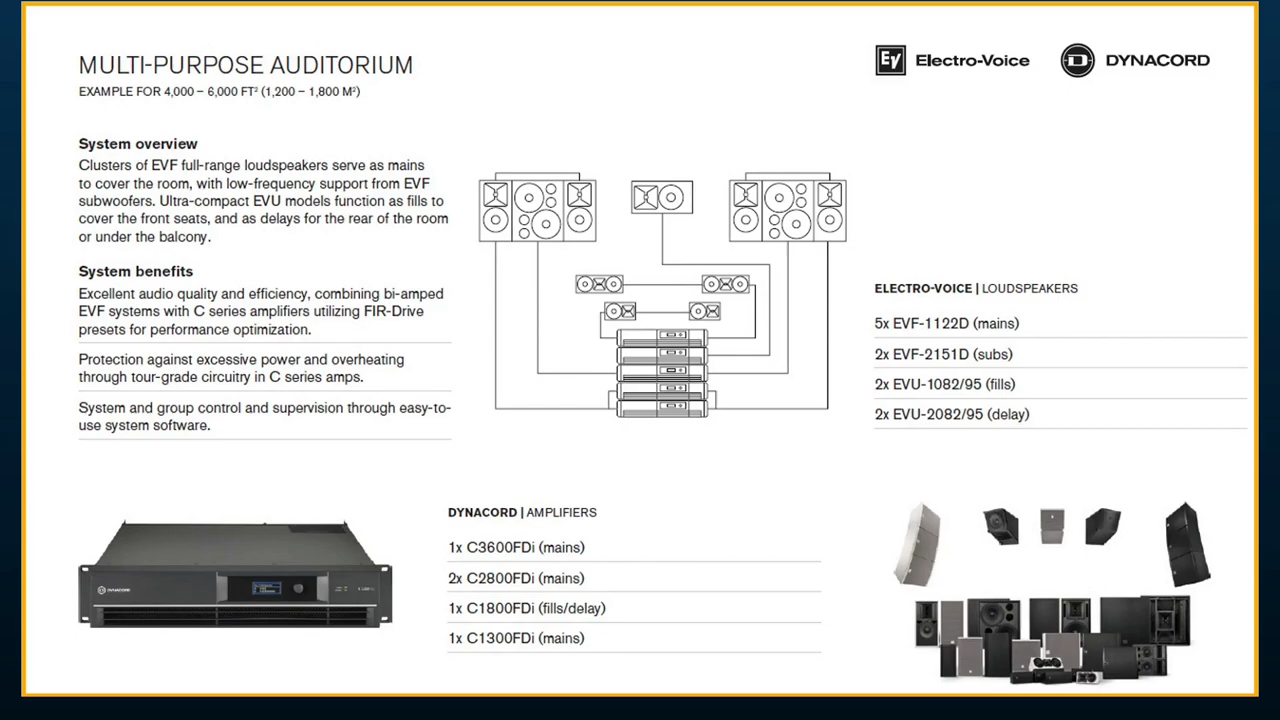 MULTI-PURPOSE AUDITORIUM
EXAMPLE FOR 4,000 – 6,000 FT² (1,200 – 1,800 M²)
EV Electro-Voice
DYNACORD
System overview
Clusters of EVF full-range loudspeakers serve as mains
to cover the room, with low-frequency support from EVF
subwoofers. Ultra-compact EVU models function as fills to
cover the front seats, and as delays for the rear of the room
or under the balcony.
System benefits
Excellent audio quality and efficiency, combining bi-amped
EVF systems with C series amplifiers utilizing FIR-Drive
presets for performance optimization.
Protection against excessive power and overheating
through tour-grade circuitry in C series amps.
System and group control and supervision through easy-to-
use system software.
ELECTRO-VOICE | LOUDSPEAKERS
5x EVF-1122D (mains)
2x EVF-2151D (subs)
2x EVU-1082/95 (fills)
2x EVU-2082/95 (delay)
DYNACORD | AMPLIFIERS
1x C3600FDi (mains)
2x C2800FDi (mains)
1x C1800FDi (fills/delay)
1x C1300FDi (mains)
DYNACORD